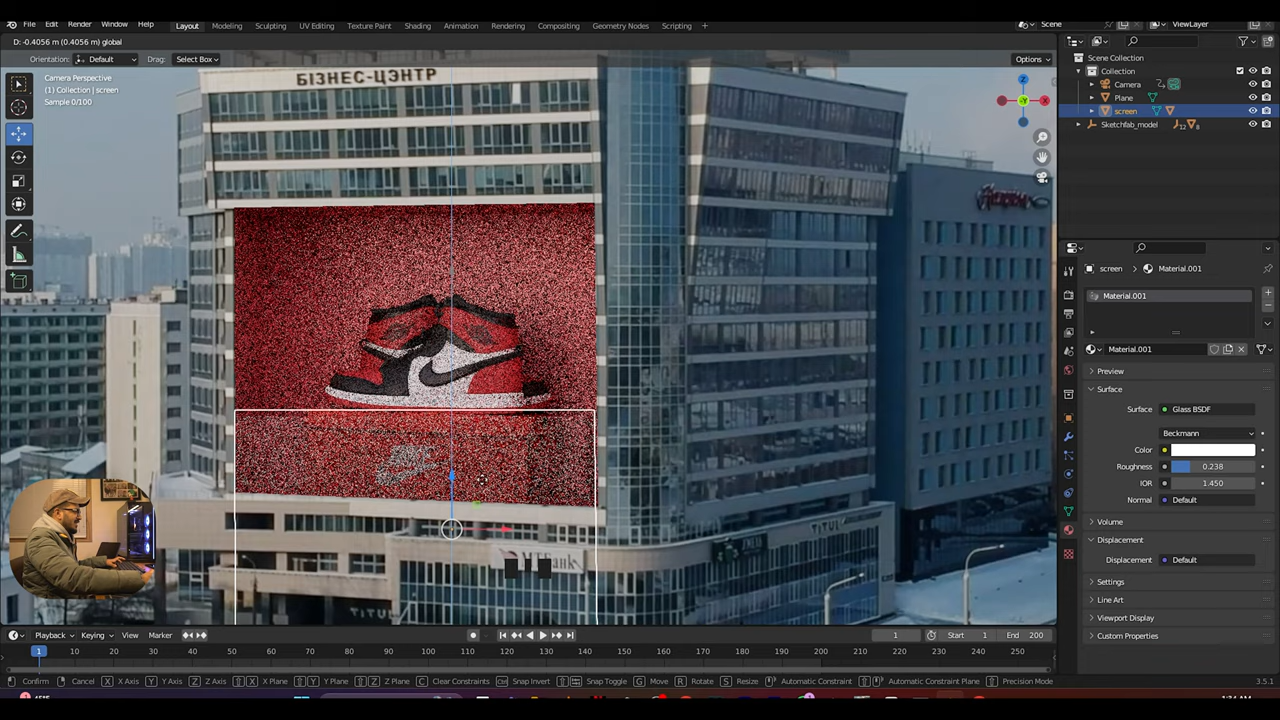 File Edit Render Window Help Layout Modeling Sculpting UV Editing Texture Paint Shading Animation Rendering Compositing Geometry Nodes Scripting + Scene ViewLayer
D: -0.4056 m (0.4056 m) global
Orientation: Default Drag: Select Box Options
Camera Perspective
(1) Collection | screen
Sample 0/100
БІЗНЕС-ЦЭНТР
Z
-Y
X
Scene Collection
Collection
Camera
Plane
screen
Sketchfab_model
12 8
screen Material.001
Material.001
Material.001
Preview
Surface
Surface Glass BSDF
Beckmann
Color
Roughness 0.238
IOR 1.450
Normal Default
Volume
Displacement
Displacement Default
Settings
Line Art
Viewport Display
Custom Properties
MTBank
TITUL
TITUL
Playback Keying View Marker 1 Start 1 End 200
1 10 20 30 40 50 60 70 80 90 100 110 120 130 140 150 160 170 180 190 200 210 220 230 240 250
Confirm Cancel X X Axis Y Y Axis Z Z Axis X X Plane Y Y Plane Z Z Plane C Clear Constraints Snap Invert Snap Toggle G Move R Rotate S Resize Automatic Constraint Automatic Constraint Plane Precision Mode 3.5.1